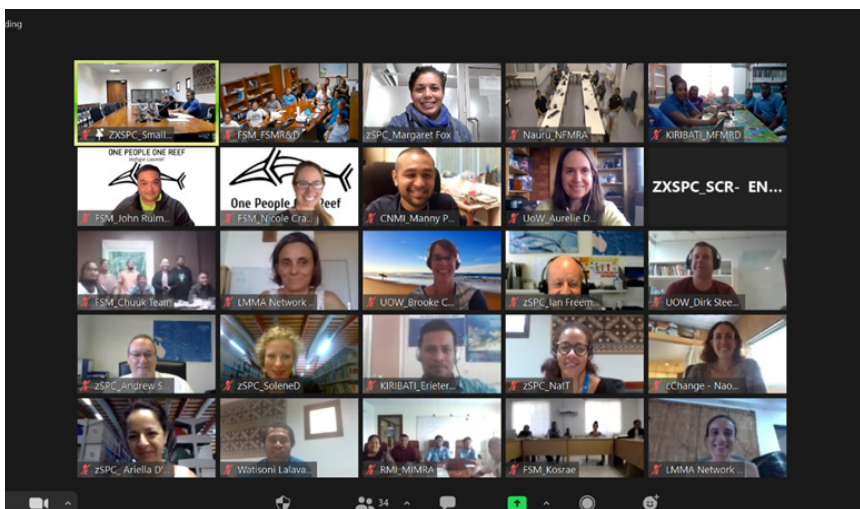 ding
ZXSPC_Small...
FSM_FSMR&D
zSPC_Margaret Fox
Nauru_NFMRA
KIRIBATI_MFMRD
ONE PEOPLE ONE REEF
FSM_John Rulm...
One People Reef
FSM_Nicole Cra...
CNMI_Manny P...
UoW_Aurelie D...
ZXSPC_SCR- EN...
FSM_Chuuk Team
LMMA Network ...
UOW_Brooke C...
zSPC_Ian Freem...
UOW_Dirk Stee...
zSPC_Andrew S...
zSPC_SoleneD
KIRIBATI_Erieter...
zSPC_NatT
cChange - Nao...
zSPC_ Ariella D'...
Watisoni Lalava...
RMI_MIMRA
FSM_Kosrae
LMMA Network ...
34